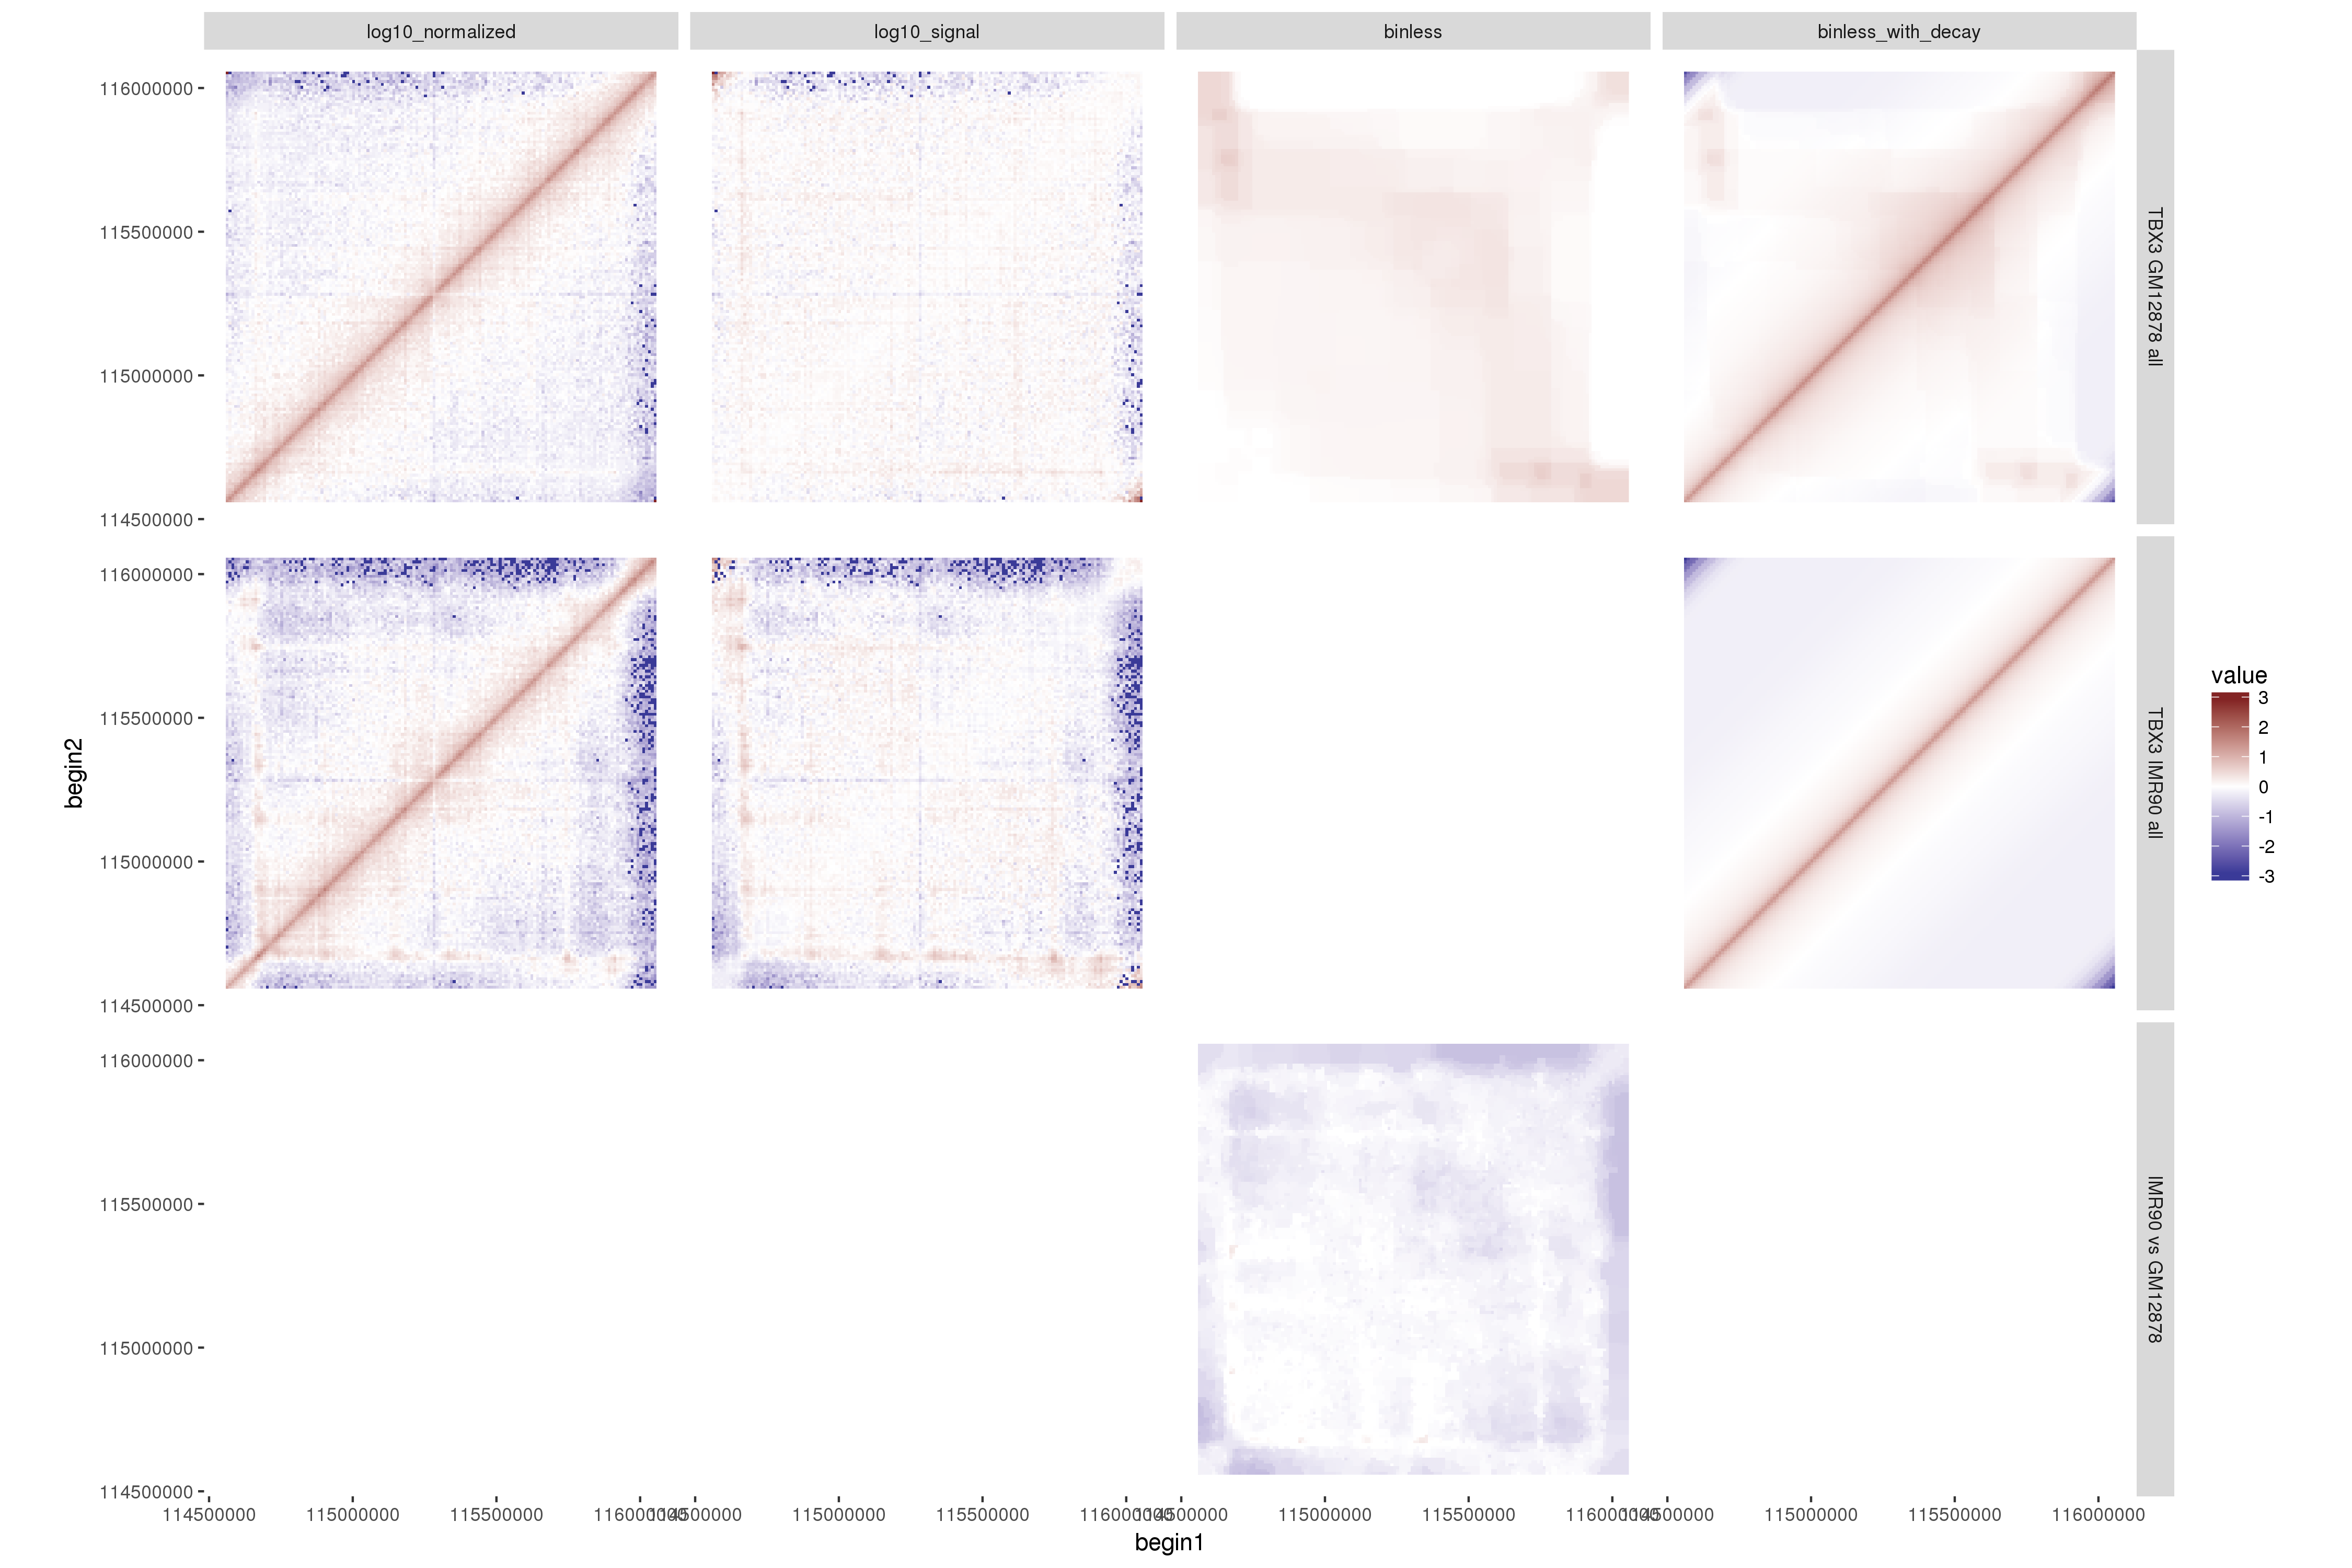 log10_normalized log10_signal binless binless_with_decay
116000000
115500000
115000000
114500000
TBX3 GM12878 all
116000000
115500000
115000000
114500000
TBX3 IMR90 all
116000000
115500000
115000000
114500000
IMR90 vs GM12878
begin2
114500000 115000000 115500000 116000000 114500000 115000000 115500000 116000000 114500000 115000000 115500000 116000000 114500000 115000000 115500000 116000000
begin1
value
3
2
1
0
-1
-2
-3